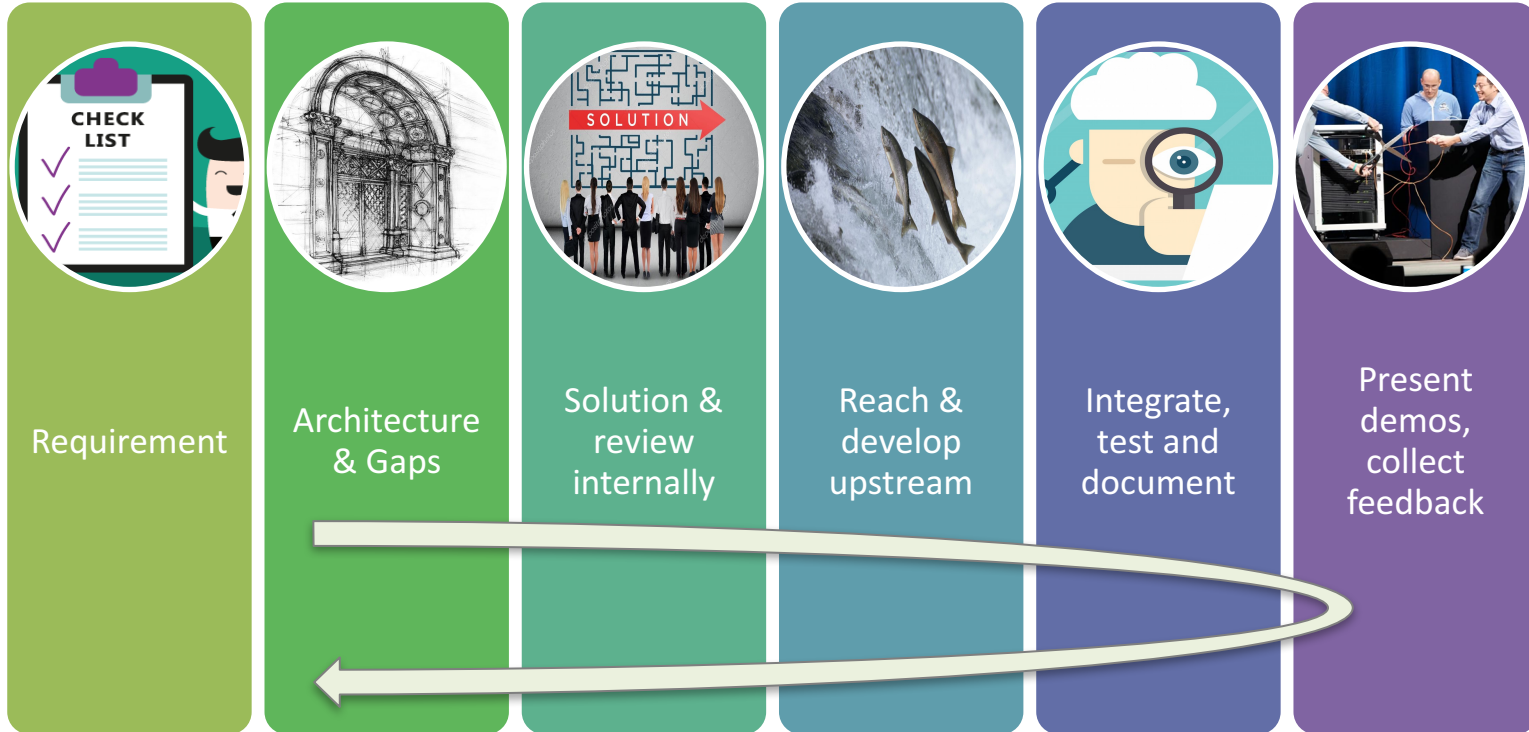 CHECK
LIST
SOLUTION
Requirement
Architecture
& Gaps
Solution &
review
internally
Reach &
develop
upstream
Integrate,
test and
document
Present
demos,
collect
feedback